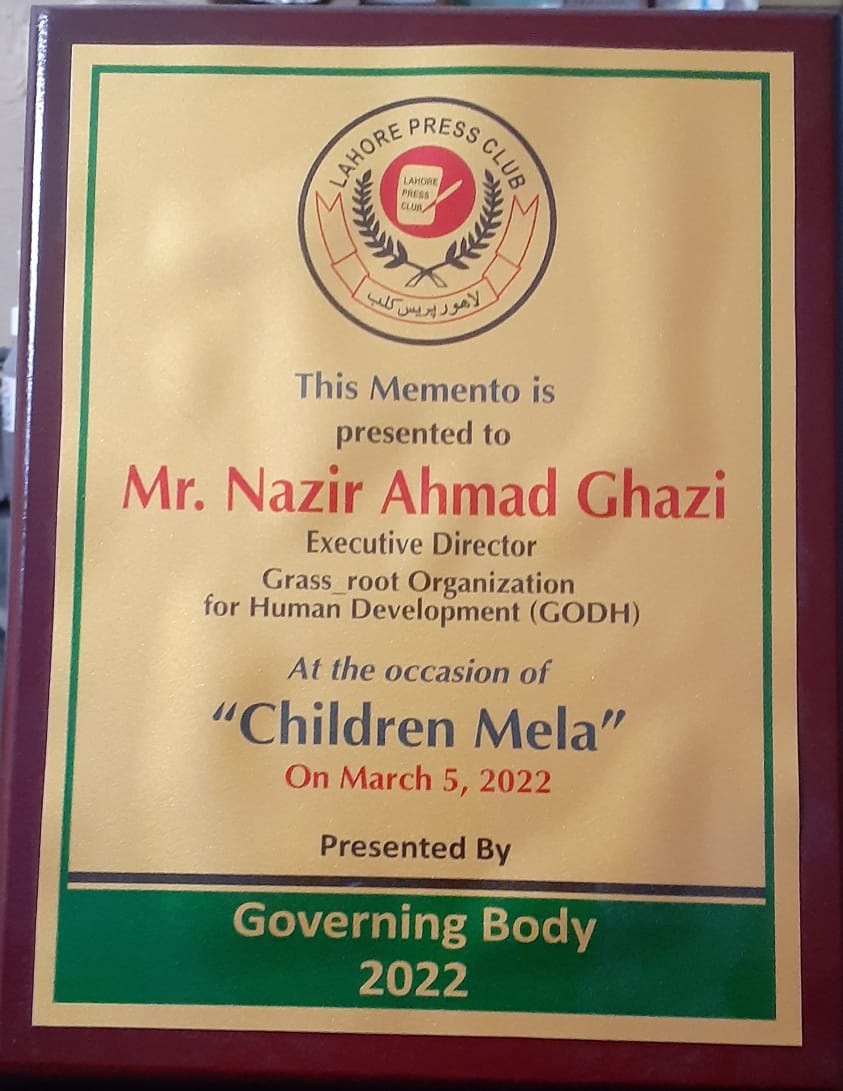 LAHORE PRESS CLUB
LAHORE
PRESS
CLUB
لاهور پریس کلب
This Memento is
presented to
Mr. Nazir Ahmad Ghazi
Executive Director
Grass_root Organization
for Human Development (GODH)
At the occasion of
“Children Mela”
On March 5, 2022
Presented By
Governing Body
2022